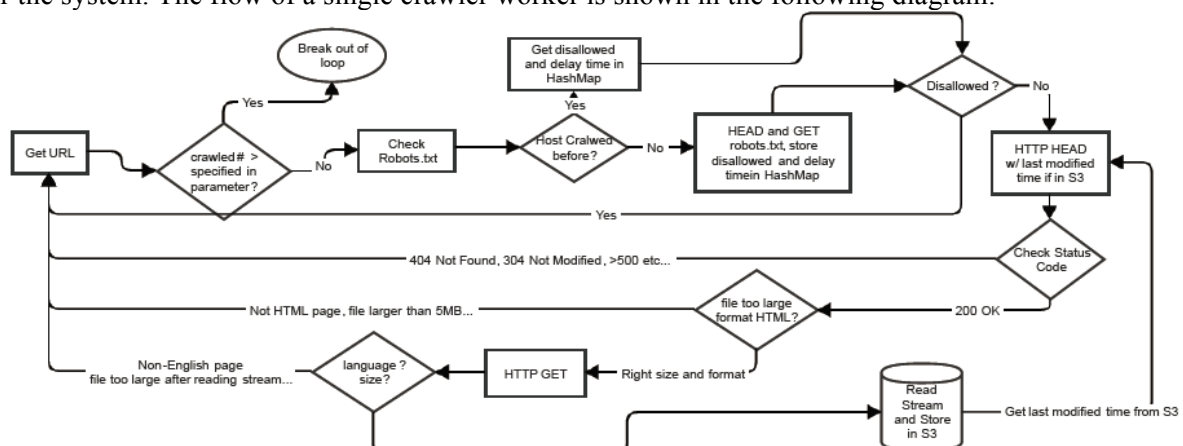 r the system. The flow of a single crawler worker is shown in the following diagram.
Break out of
loop
Get disallowed
and delay time in
HashMap
Disallowed ?
No
Yes
Yes
Get URL
crawled# >
specified in
parameter?
No
Check
Robots.txt
Host Cralwed
before?
No
HEAD and GET
robots.txt, store
disallowed and delay
timein HashMap
HTTP HEAD
w/ last modified
time if in S3
Yes
404 Not Found, 304 Not Modified, >500 etc...
Check Status
Code
Not HTML page, file larger than 5MB...
file too large
format HTML?
200 OK
Non-English page
file too large after reading stream...
language ?
size?
HTTP GET
Right size and format
Read
Stream
and Store
in S3
Get last modified time from S3